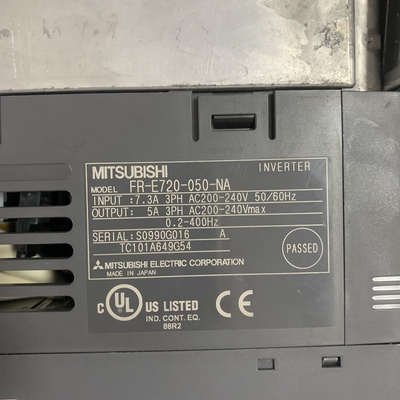 MITSUBISHI INVERTER
MODEL FR-E720-050-NA
INPUT :7.3A 3PH AC200-240V 50/60Hz
OUTPUT: 5A 3PH AC200-240Vmax
0.2-400Hz
SERIAL:S0990G016 A
TC101A649G54
PASSED
MITSUBISHI ELECTRIC CORPORATION
MADE IN JAPAN
C UL US LISTED CE
IND. CONT. EQ.
88R2